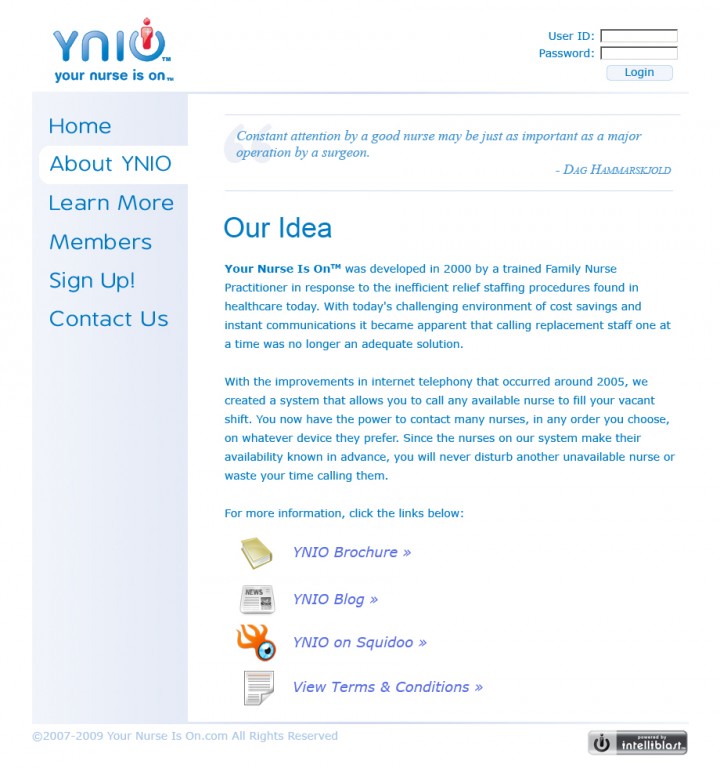 YNIO™
your nurse is on™
User ID:
Password:
Login
Home
About YNIO
Learn More
Members
Sign Up!
Contact Us
“
Constant attention by a good nurse may be just as important as a major
operation by a surgeon.
- Dag Hammarskjold
Our Idea
Your Nurse Is On™ was developed in 2000 by a trained Family Nurse
Practitioner in response to the inefficient relief staffing procedures found in
healthcare today. With today's challenging environment of cost savings and
instant communications it became apparent that calling replacement staff one at
a time was no longer an adequate solution.
With the improvements in internet telephony that occurred around 2005, we
created a system that allows you to call any available nurse to fill your vacant
shift. You now have the power to contact many nurses, in any order you choose,
on whatever device they prefer. Since the nurses on our system make their
availability known in advance, you will never disturb another unavailable nurse or
waste your time calling them.
For more information, click the links below:
YNIO Brochure »
NEWS
YNIO Blog »
YNIO on Squidoo »
View Terms & Conditions »
©2007-2009 Your Nurse Is On.com All Rights Reserved
powered by
intelliblast™